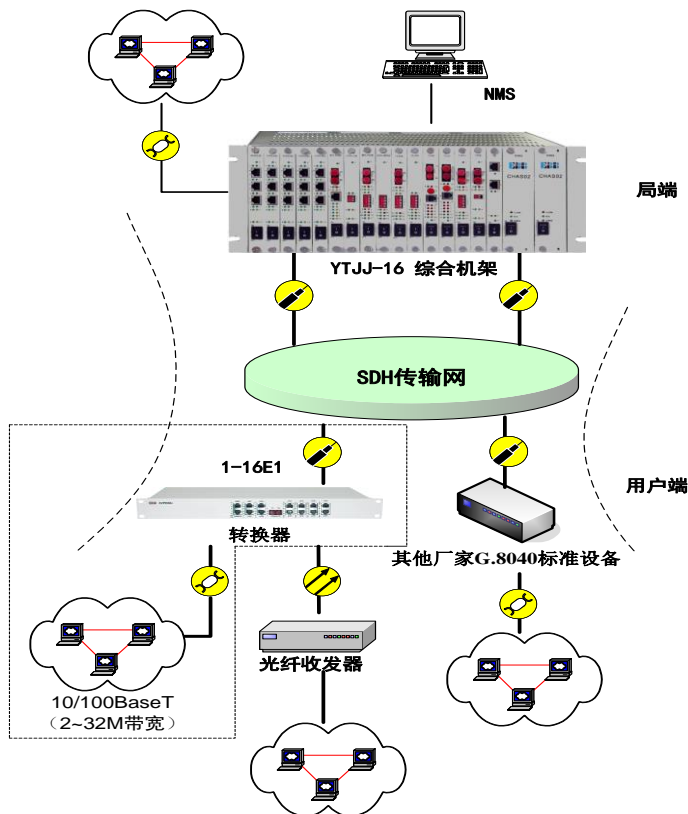 NMS
局端
YTJJ-16 综合机架
SDH传输网
1-16E1
用户端
转换器
其他厂家G.8040标准设备
光纤收发器
10/100BaseT
（2~32M带宽）